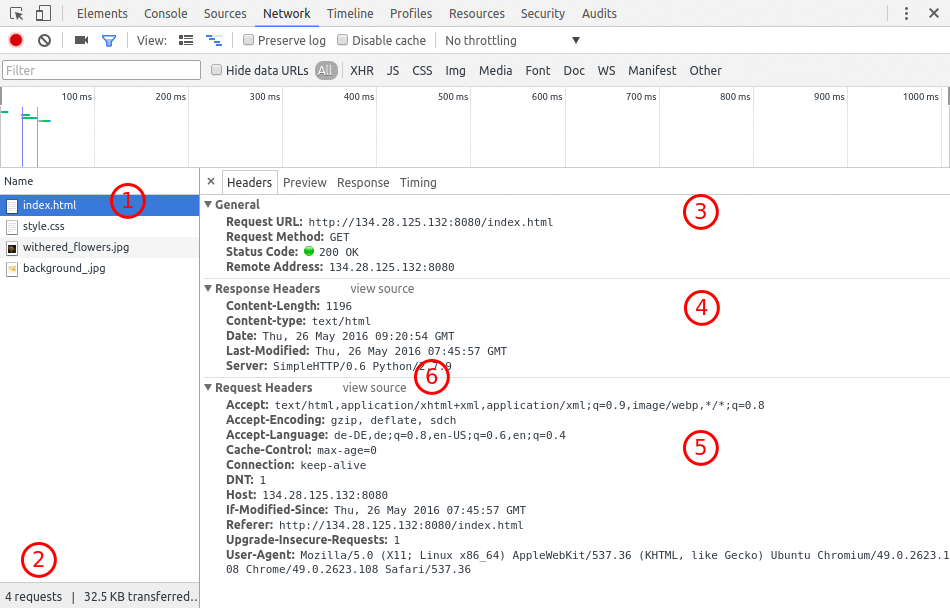 Elements Console Sources Network Timeline Profiles Resources Security Audits
View: Preserve log Disable cache No throttling
Filter Hide data URLs All XHR JS CSS Img Media Font Doc WS Manifest Other
100 ms 200 ms 300 ms 400 ms 500 ms 600 ms 700 ms 800 ms 900 ms 1000 ms
Name
index.html
1
style.css
withered_flowers.jpg
background_.jpg
2
4 requests | 32.5 KB transferred...
× Headers Preview Response Timing
General
3
Request URL: http://134.28.125.132:8080/index.html
Request Method: GET
Status Code: 200 OK
Remote Address: 134.28.125.132:8080
Response Headers view source
4
Content-Length: 1196
Content-type: text/html
Date: Thu, 26 May 2016 09:20:54 GMT
Last-Modified: Thu, 26 May 2016 07:45:57 GMT
Server: SimpleHTTP/0.6 Python/2.7.9
6
Request Headers view source
Accept: text/html,application/xhtml+xml,application/xml;q=0.9,image/webp,*/*;q=0.8
Accept-Encoding: gzip, deflate, sdch
Accept-Language: de-DE,de;q=0.8,en-US;q=0.6,en;q=0.4
5
Cache-Control: max-age=0
Connection: keep-alive
DNT: 1
Host: 134.28.125.132:8080
If-Modified-Since: Thu, 26 May 2016 07:45:57 GMT
Referer: http://134.28.125.132:8080/index.html
Upgrade-Insecure-Requests: 1
User-Agent: Mozilla/5.0 (X11; Linux x86_64) AppleWebKit/537.36 (KHTML, like Gecko) Ubuntu Chromium/49.0.2623.1
08 Chrome/49.0.2623.108 Safari/537.36